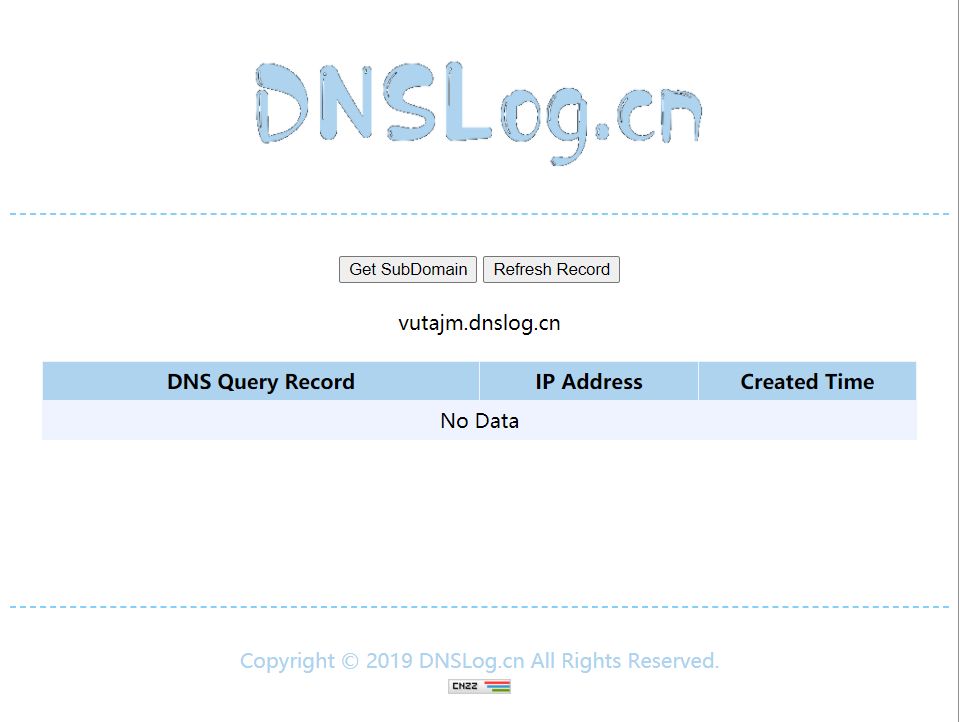 DNSLog.cn
Get SubDomain Refresh Record
vutajm.dnslog.cn
DNS Query Record IP Address Created Time
No Data
Copyright © 2019 DNSLog.cn All Rights Reserved.
CNZZ